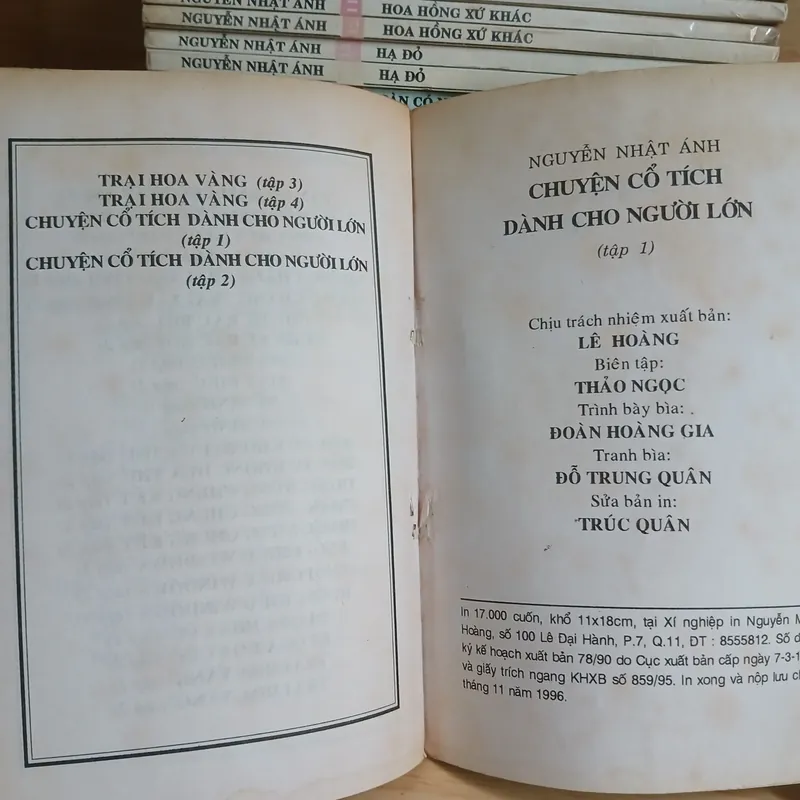 NGUYỄN NHẬT ÁNH HOA HỒNG XỨ KHÁC
NGUYỄN NHẬT ÁNH HOA HỒNG XỨ KHÁC
NGUYỄN NHẬT ÁNH HẠ ĐỎ
NGUYỄN NHẬT ÁNH HẠ ĐỎ
TRẠI HOA VÀNG (tập 3)
TRẠI HOA VÀNG (tập 4)
CHUYỆN CỔ TÍCH DÀNH CHO NGƯỜI LỚN
(tập 1)
CHUYỆN CỔ TÍCH DÀNH CHO NGƯỜI LỚN
(tập 2)
NGUYỄN NHẬT ÁNH
CHUYỆN CỔ TÍCH
DÀNH CHO NGƯỜI LỚN
(tập 1)
Chịu trách nhiệm xuất bản:
LÊ HOÀNG
Biên tập:
THẢO NGỌC
Trình bày bìa:
ĐOÀN HOÀNG GIA
Tranh bìa:
ĐỖ TRUNG QUÂN
Sửa bản in:
TRÚC QUÂN
In 17.000 cuốn, khổ 11x18cm, tại Xí nghiệp in Nguyễn M
Hoàng, số 100 Lê Đại Hành, P.7, Q.11, ĐT : 8555812. Số đ
ký kế hoạch xuất bản 78/90 do Cục xuất bản cấp ngày 7-3-1
và giấy trích ngang KHXB số 859/95. In xong và nộp lưu ch
tháng 11 năm 1996.